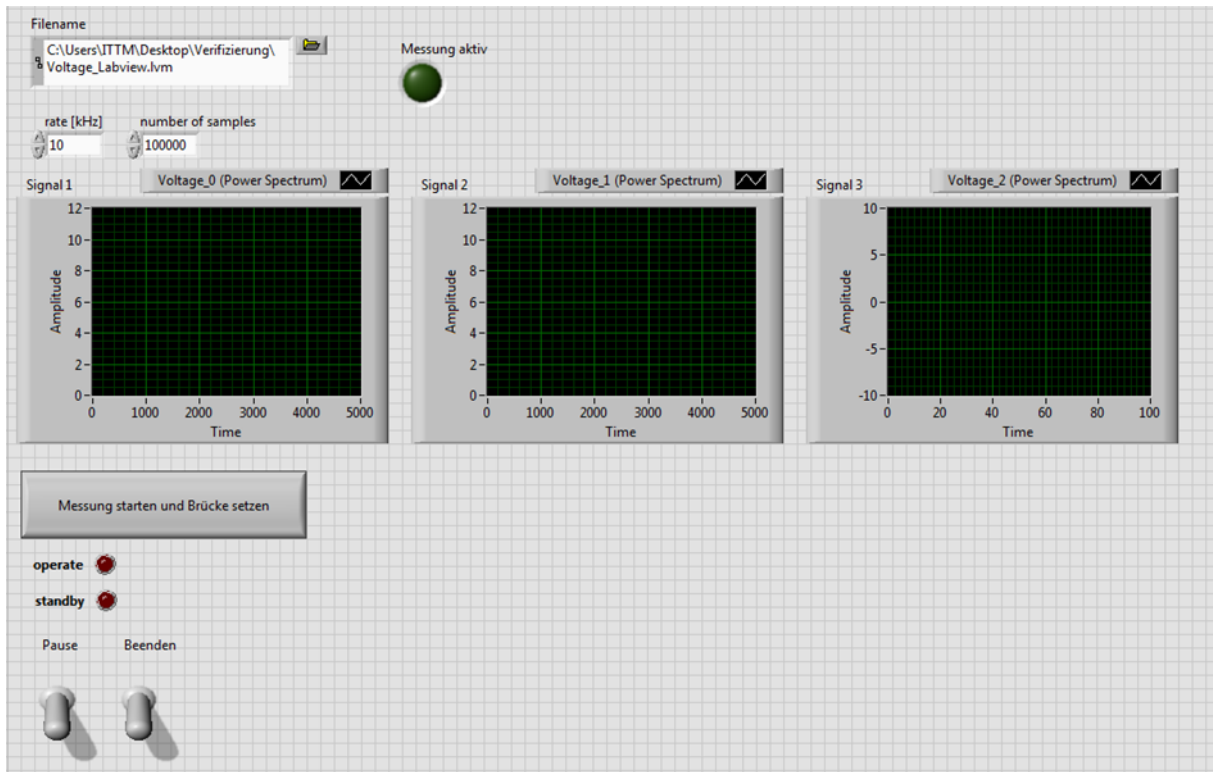 Filename
C:\Users\ITTM\Desktop\Verifizierung\
Voltage_Labview.lvm
Messung aktiv
rate [kHz]
10
number of samples
100000
Signal 1
Voltage_0 (Power Spectrum)
Amplitude
12
10
8
6
4
2
0
0 1000 2000 3000 4000 5000
Time
Signal 2
Voltage_1 (Power Spectrum)
Amplitude
12
10
8
6
4
2
0
0 1000 2000 3000 4000 5000
Time
Signal 3
Voltage_2 (Power Spectrum)
Amplitude
10
5
0
-5
-10
0 20 40 60 80 100
Time
Messung starten und Brücke setzen
operate
standby
Pause
Beenden